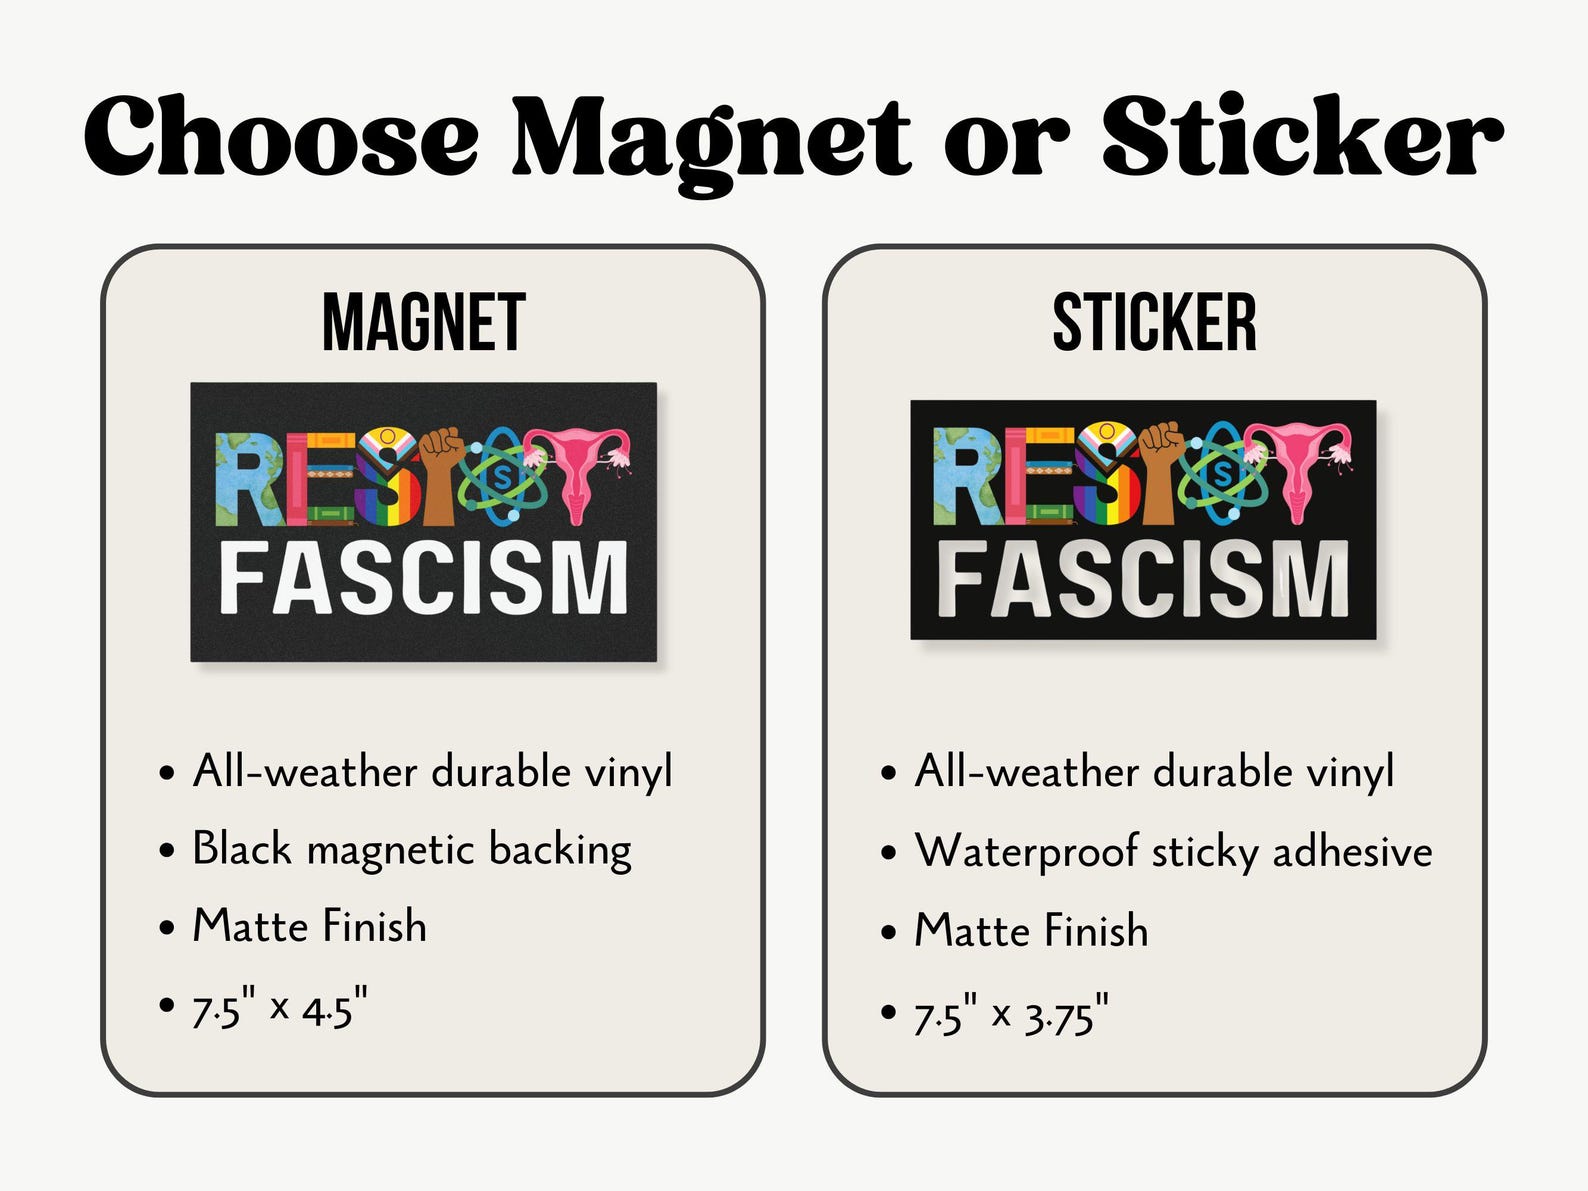 Choose Magnet or Sticker
MAGNET
RESIST
FASCISM
• All-weather durable vinyl
• Black magnetic backing
• Matte Finish
• 7.5" x 4.5"
STICKER
RESIST
FASCISM
• All-weather durable vinyl
• Waterproof sticky adhesive
• Matte Finish
• 7.5" x 3.75"